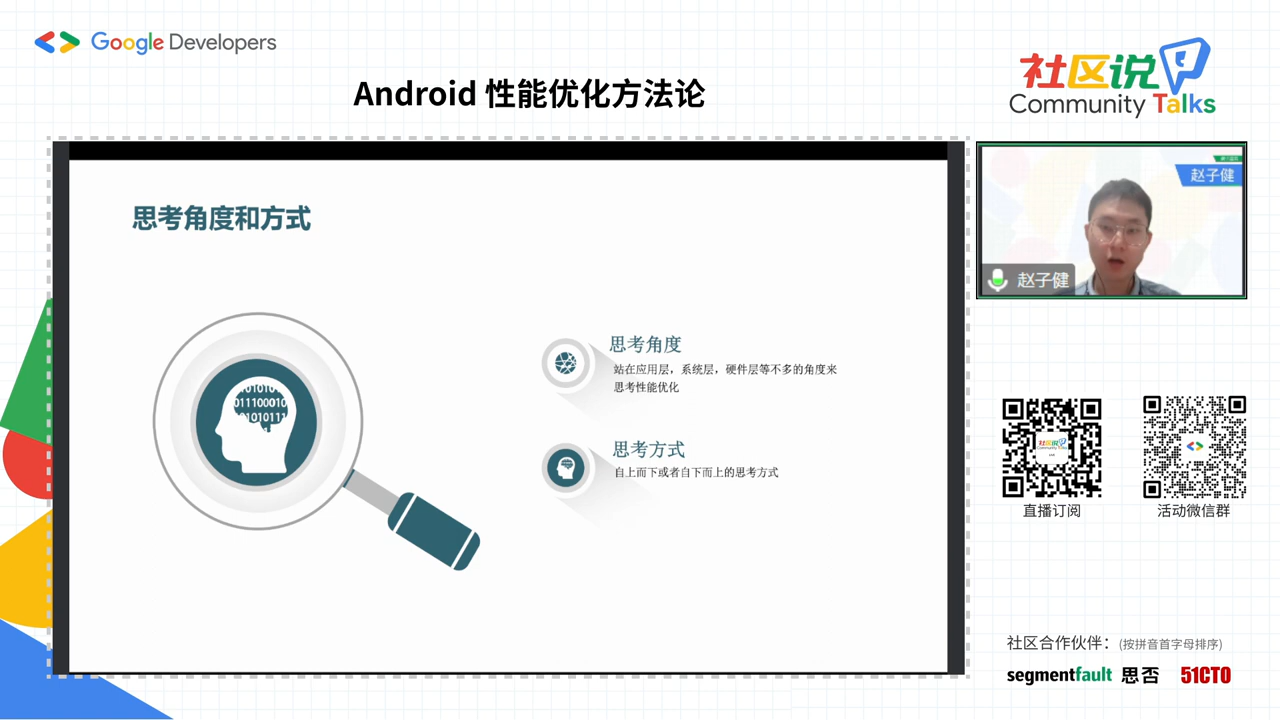 Google Developers
Android 性能优化方法论
社区说
Community Talks
思考角度和方式
01010
011100010
01010111
思考角度
站在应用层，系统层，硬件层等不多的角度来
思考性能优化
思考方式
自上而下或者自下而上的思考方式
赵子健
赵子健
直播订阅
活动微信群
社区合作伙伴：(按拼音首字母排序)
segmentfault 思否 51CTO